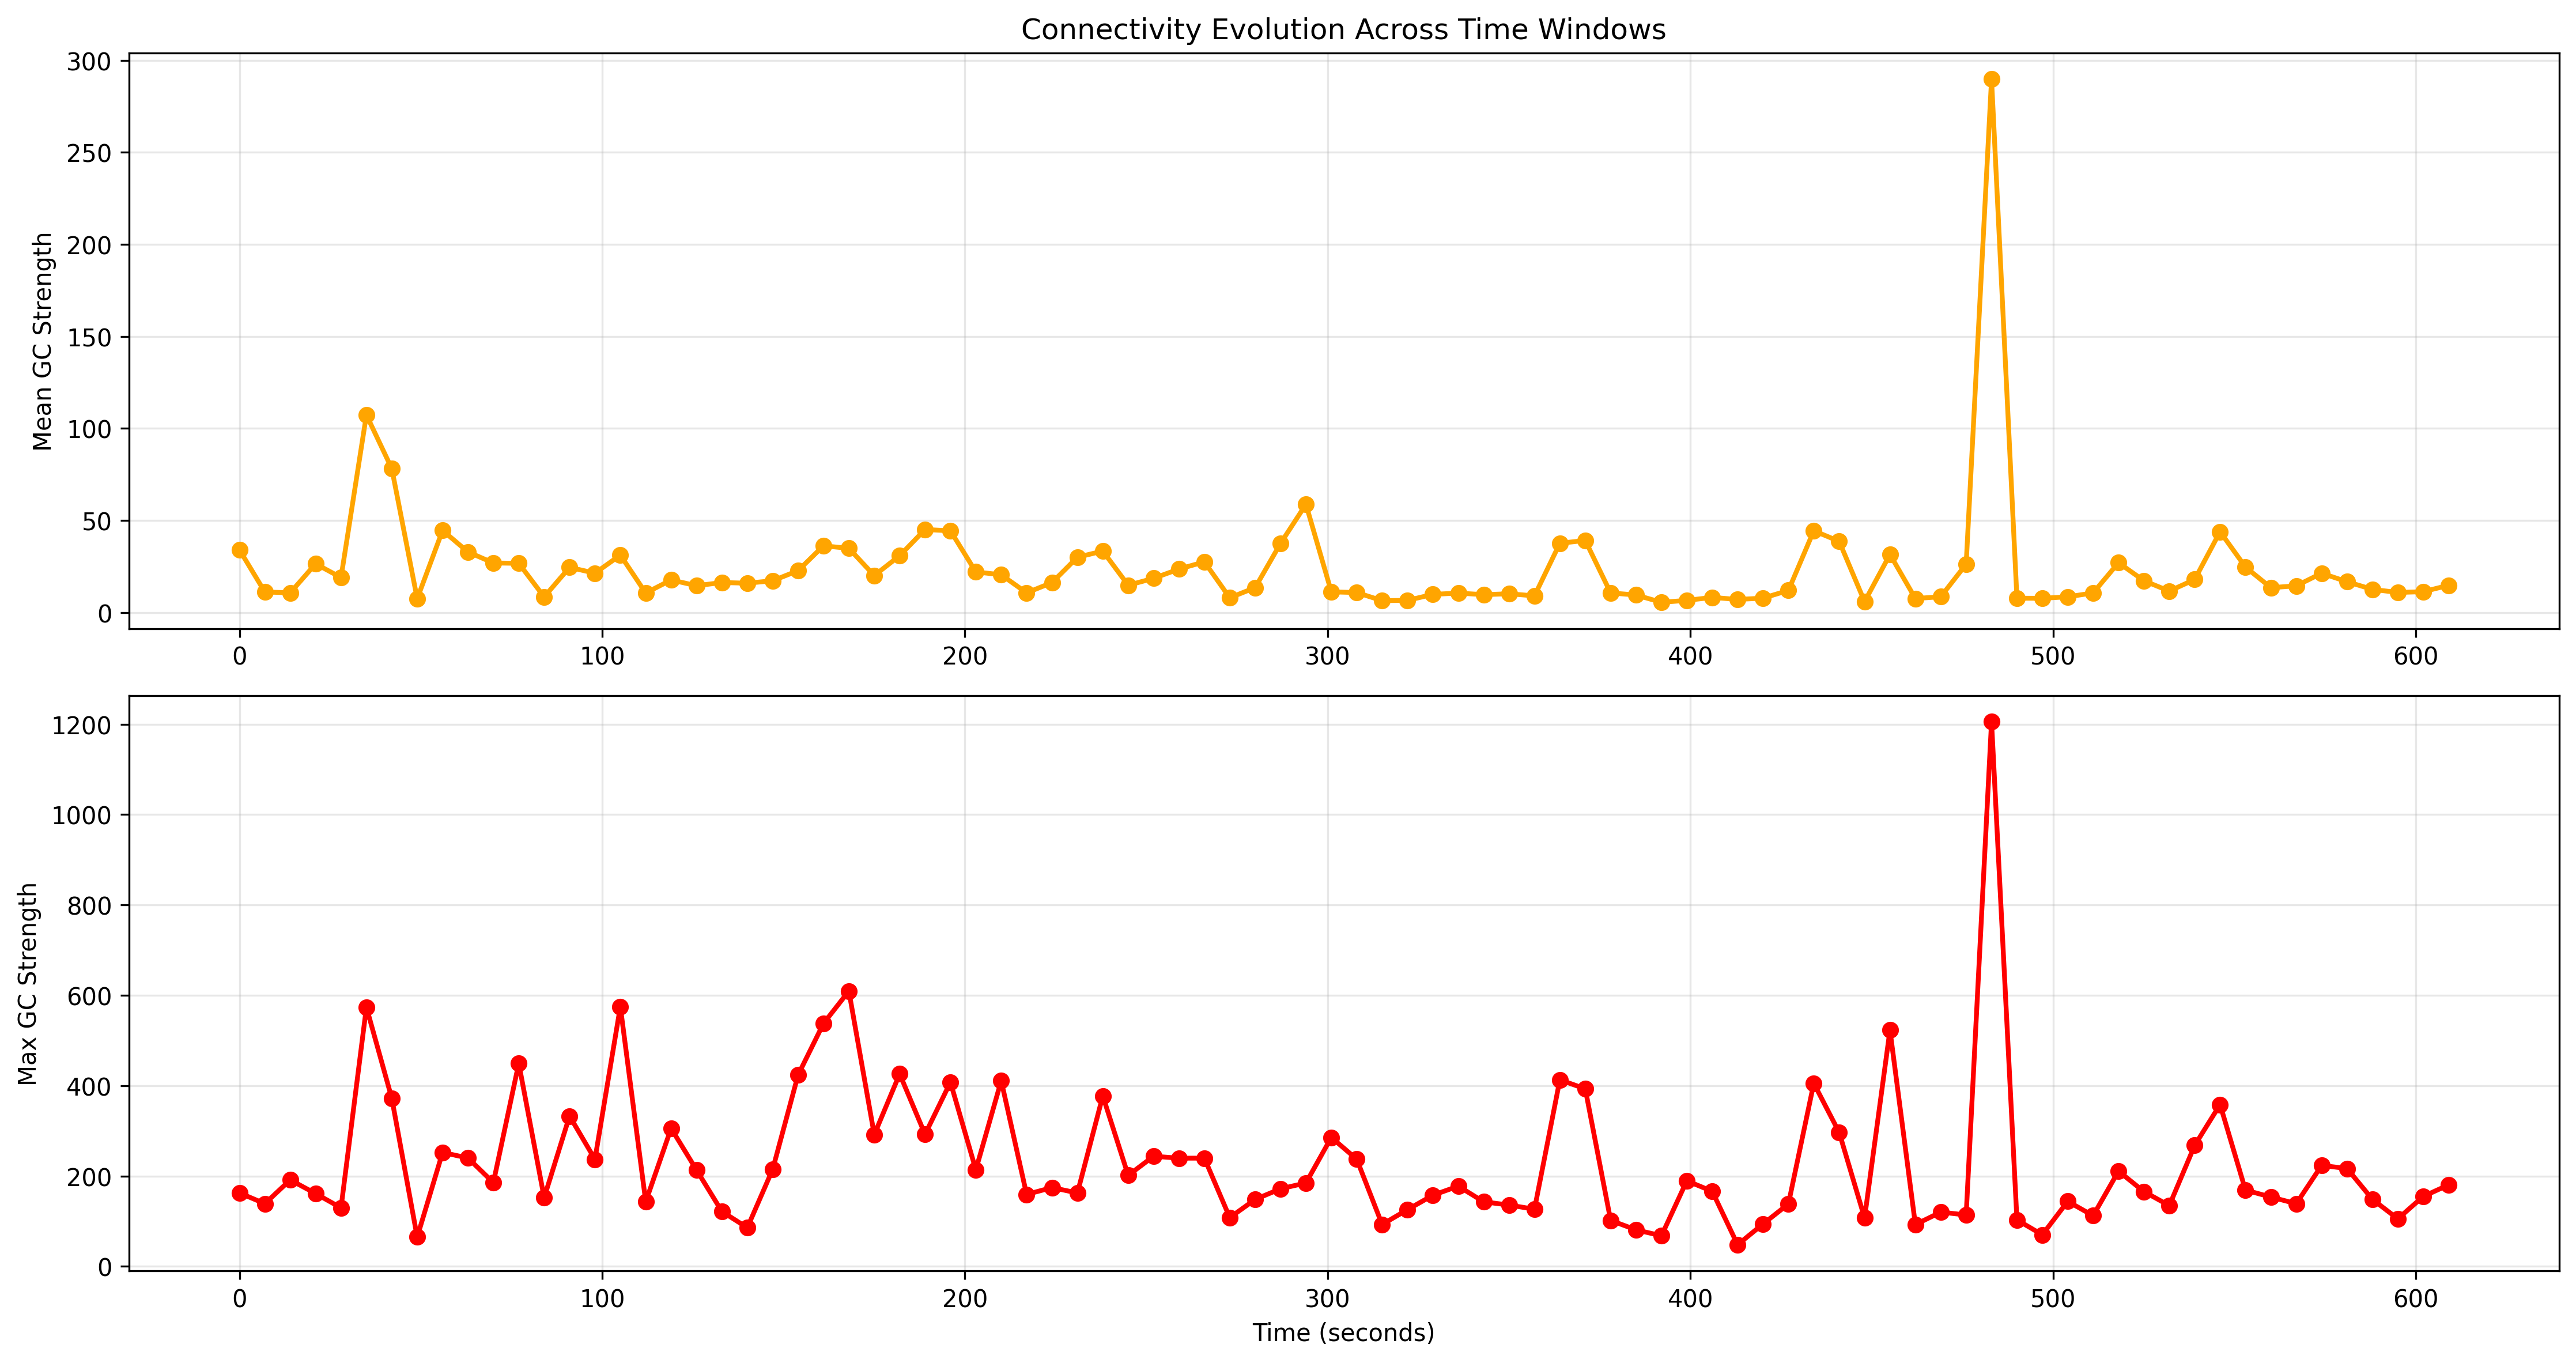 Connectivity Evolution Across Time Windows
Mean GC Strength
300
250
200
150
100
50
0
0 100 200 300 400 500 600
Max GC Strength
1200
1000
800
600
400
200
0
0 100 200 300 400 500 600
Time (seconds)